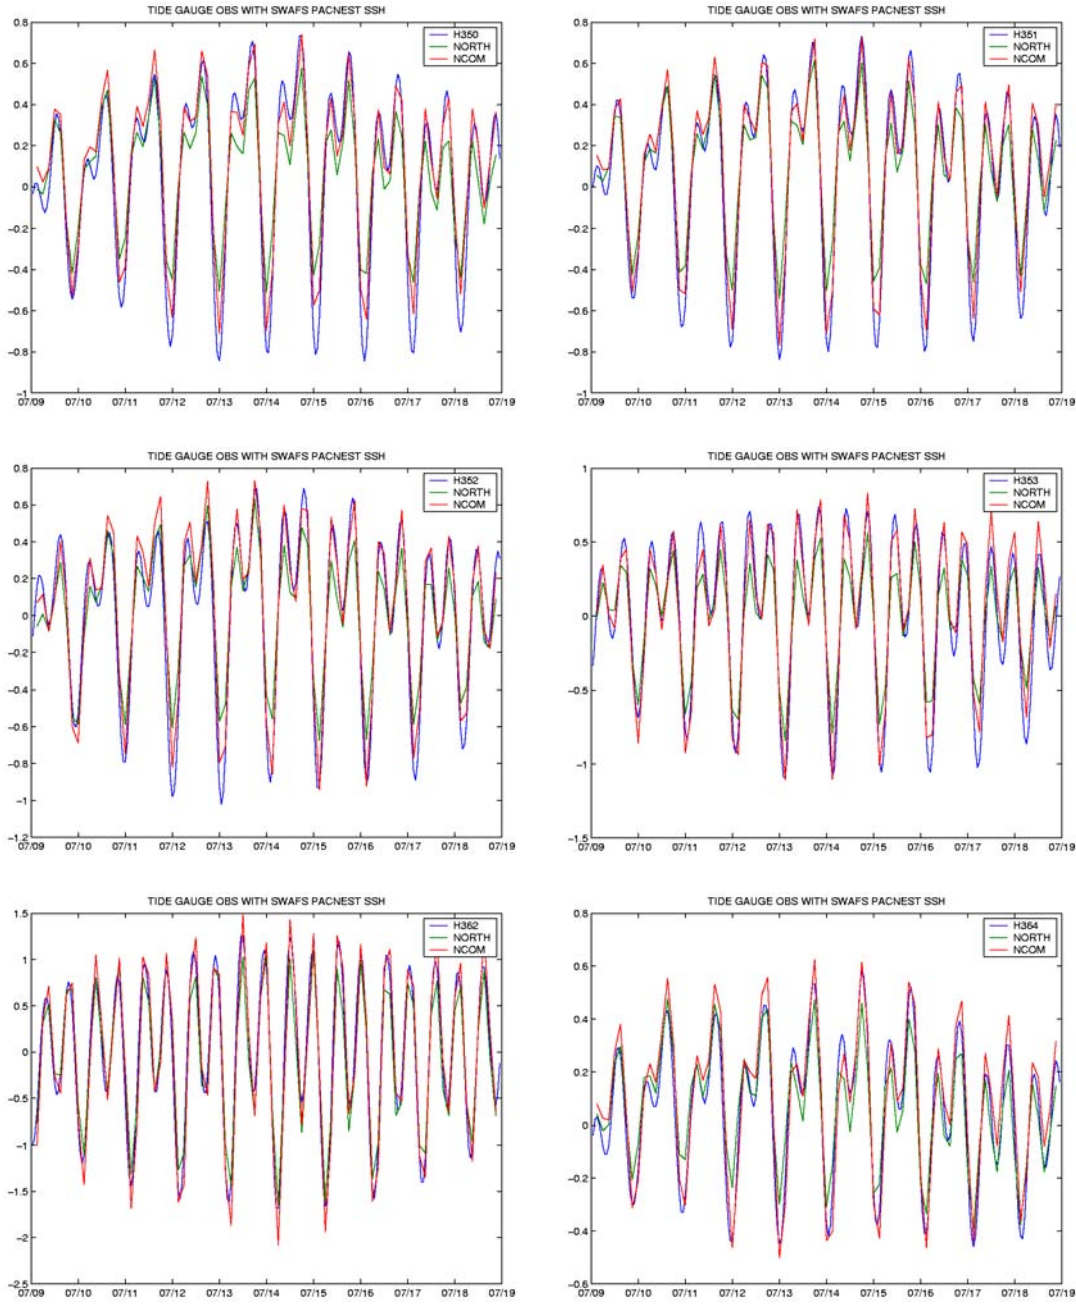 TIDE GAUGE OBS WITH SWAFS PACNEST SSH
H350
NORTH
NCOM
0.8
0.6
0.4
0.2
0
−0.2
−0.4
−0.6
−0.8
−1
07/09 07/10 07/11 07/12 07/13 07/14 07/15 07/16 07/17 07/18 07/19
TIDE GAUGE OBS WITH SWAFS PACNEST SSH
H351
NORTH
NCOM
0.8
0.6
0.4
0.2
0
−0.2
−0.4
−0.6
−0.8
−1
07/09 07/10 07/11 07/12 07/13 07/14 07/15 07/16 07/17 07/18 07/19
TIDE GAUGE OBS WITH SWAFS PACNEST SSH
H352
NORTH
NCOM
0.8
0.6
0.4
0.2
0
−0.2
−0.4
−0.6
−0.8
−1
−1.2
07/09 07/10 07/11 07/12 07/13 07/14 07/15 07/16 07/17 07/18 07/19
TIDE GAUGE OBS WITH SWAFS PACNEST SSH
H353
NORTH
NCOM
1
0.5
0
−0.5
−1
−1.5
07/09 07/10 07/11 07/12 07/13 07/14 07/15 07/16 07/17 07/18 07/19
TIDE GAUGE OBS WITH SWAFS PACNEST SSH
H362
NORTH
NCOM
1.5
1
0.5
0
−0.5
−1
−1.5
−2
−2.5
07/09 07/10 07/11 07/12 07/13 07/14 07/15 07/16 07/17 07/18 07/19
TIDE GAUGE OBS WITH SWAFS PACNEST SSH
H364
NORTH
NCOM
0.8
0.6
0.4
0.2
0
−0.2
−0.4
−0.6
07/09 07/10 07/11 07/12 07/13 07/14 07/15 07/16 07/17 07/18 07/19